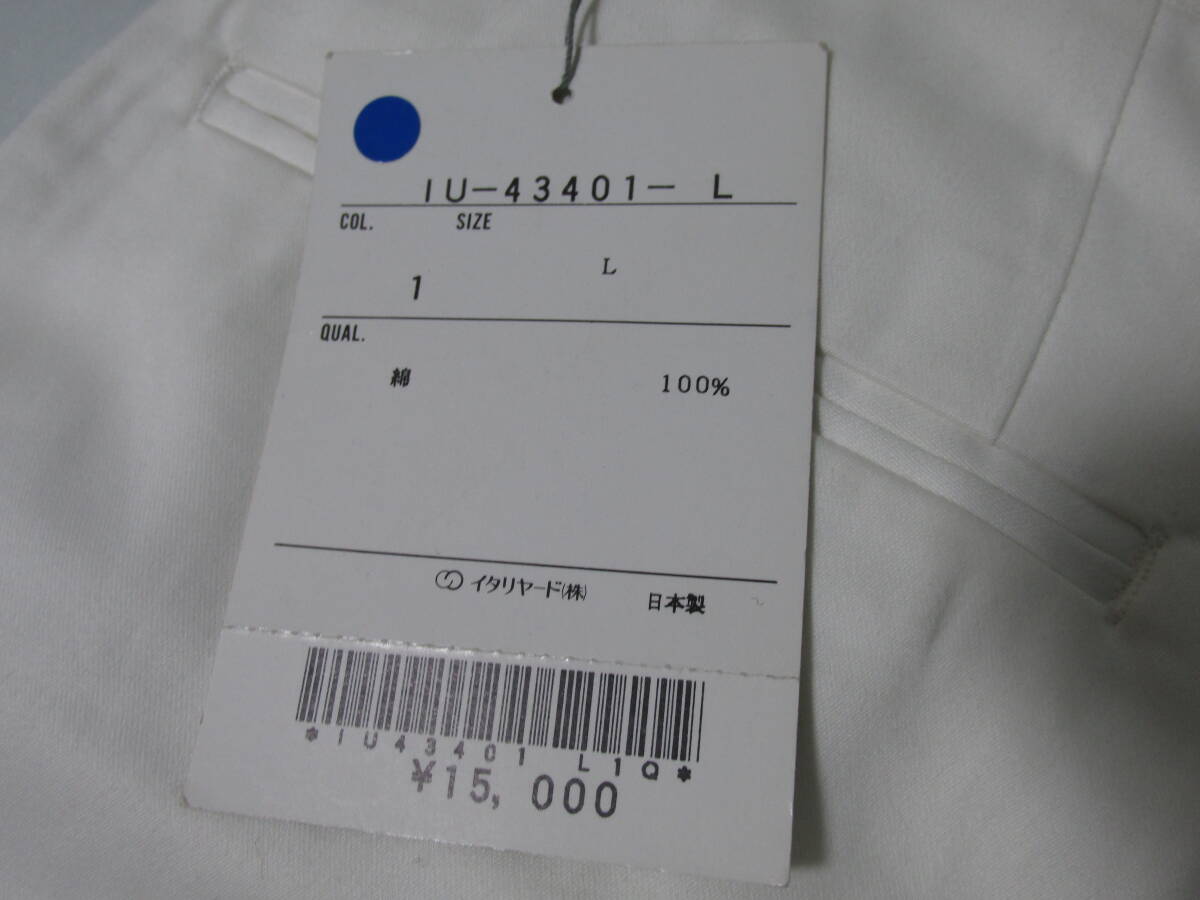 IU-43401- L
COL. SIZE
1 L
QUAL.
綿 100%
イタリヤード(株) 日本製
*IU43401 L1Q*
¥15,000